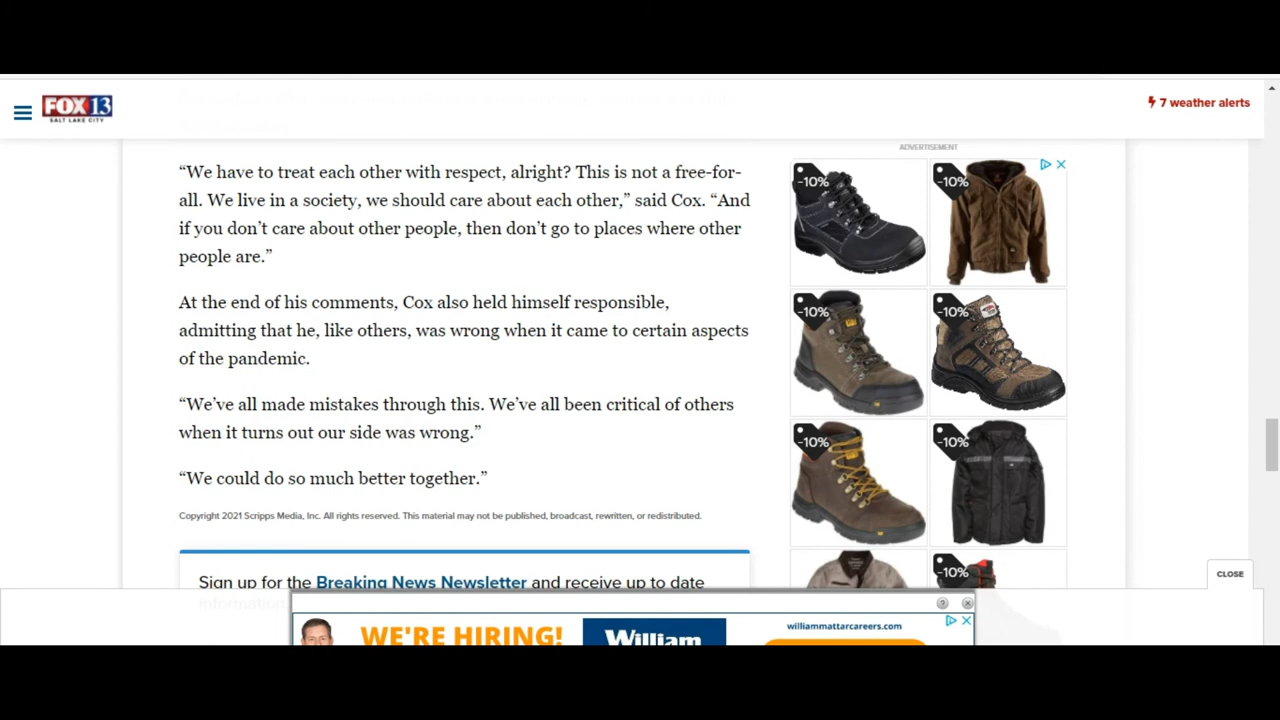 FOX 13
SALT LAKE CITY
7 weather alerts
ADVERTISEMENT
“We have to treat each other with respect, alright? This is not a free-for-
all. We live in a society, we should care about each other,” said Cox. “And
if you don’t care about other people, then don’t go to places where other
people are.”
At the end of his comments, Cox also held himself responsible,
admitting that he, like others, was wrong when it came to certain aspects
of the pandemic.
“We’ve all made mistakes through this. We’ve all been critical of others
when it turns out our side was wrong.”
“We could do so much better together.”
Copyright 2021 Scripps Media, Inc. All rights reserved. This material may not be published, broadcast, rewritten, or redistributed.
Sign up for the Breaking News Newsletter and receive up to date
information
-10%
-10%
-10%
-10%
-10%
-10%
-10%
CLOSE
WE'RE HIRING!
William
williammattarcareers.com